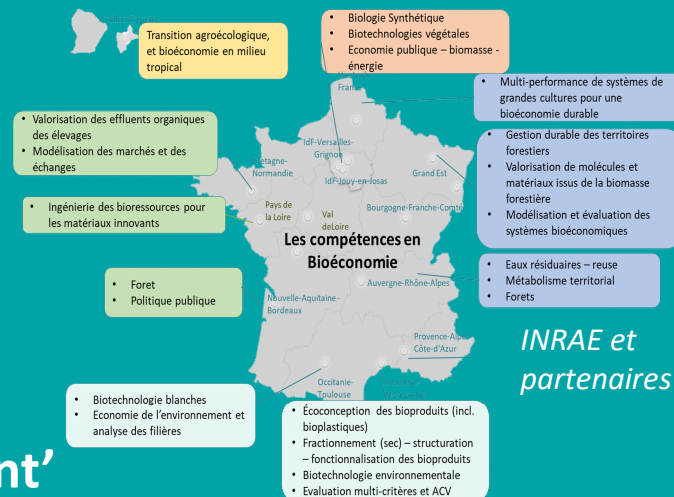 Transition agroécologique,
et bioéconomie en milieu
tropical
• Biologie Synthétique
• Biotechnologies végétales
• Economie publique – biomasse -
énergie
• Multi-performance de systèmes de
grandes cultures pour une
bioéconomie durable
• Valorisation des effluents organiques
des élevages
• Modélisation des marchés et des
échanges
• Gestion durable des territoires
forestiers
• Valorisation de molécules et
matériaux issus de la biomasse
forestière
• Modélisation et évaluation des
systèmes bioéconomiques
• Ingénierie des bioressources pour
les matériaux innovants
France
IdF-Versailles-
Grignon
IdF-Jouy-en-Josas
Grand Est
Normandie
Pays de
la Loire
Val
deLoire
Bourgogne-Franche-Comté
Les compétences en
Bioéconomie
• Eaux résiduaires – reuse
• Métabolisme territorial
• Forets
• Foret
• Politique publique
Auvergne-Rhône-Alpes
Nouvelle-Aquitaine -
Bordeaux
Côte-d'Azur
Occitanie-
Toulouse
INRAE et
partenaires
• Biotechnologie blanches
• Economie de l'environnement et
analyse des filières
• Écoconception des bioproduits (incl.
bioplastiques)
• Fractionnement (sec) – structuration
– fonctionnalisation des bioproduits
• Biotechnologie environnementale
• Evaluation multi-critères et ACV
nt'